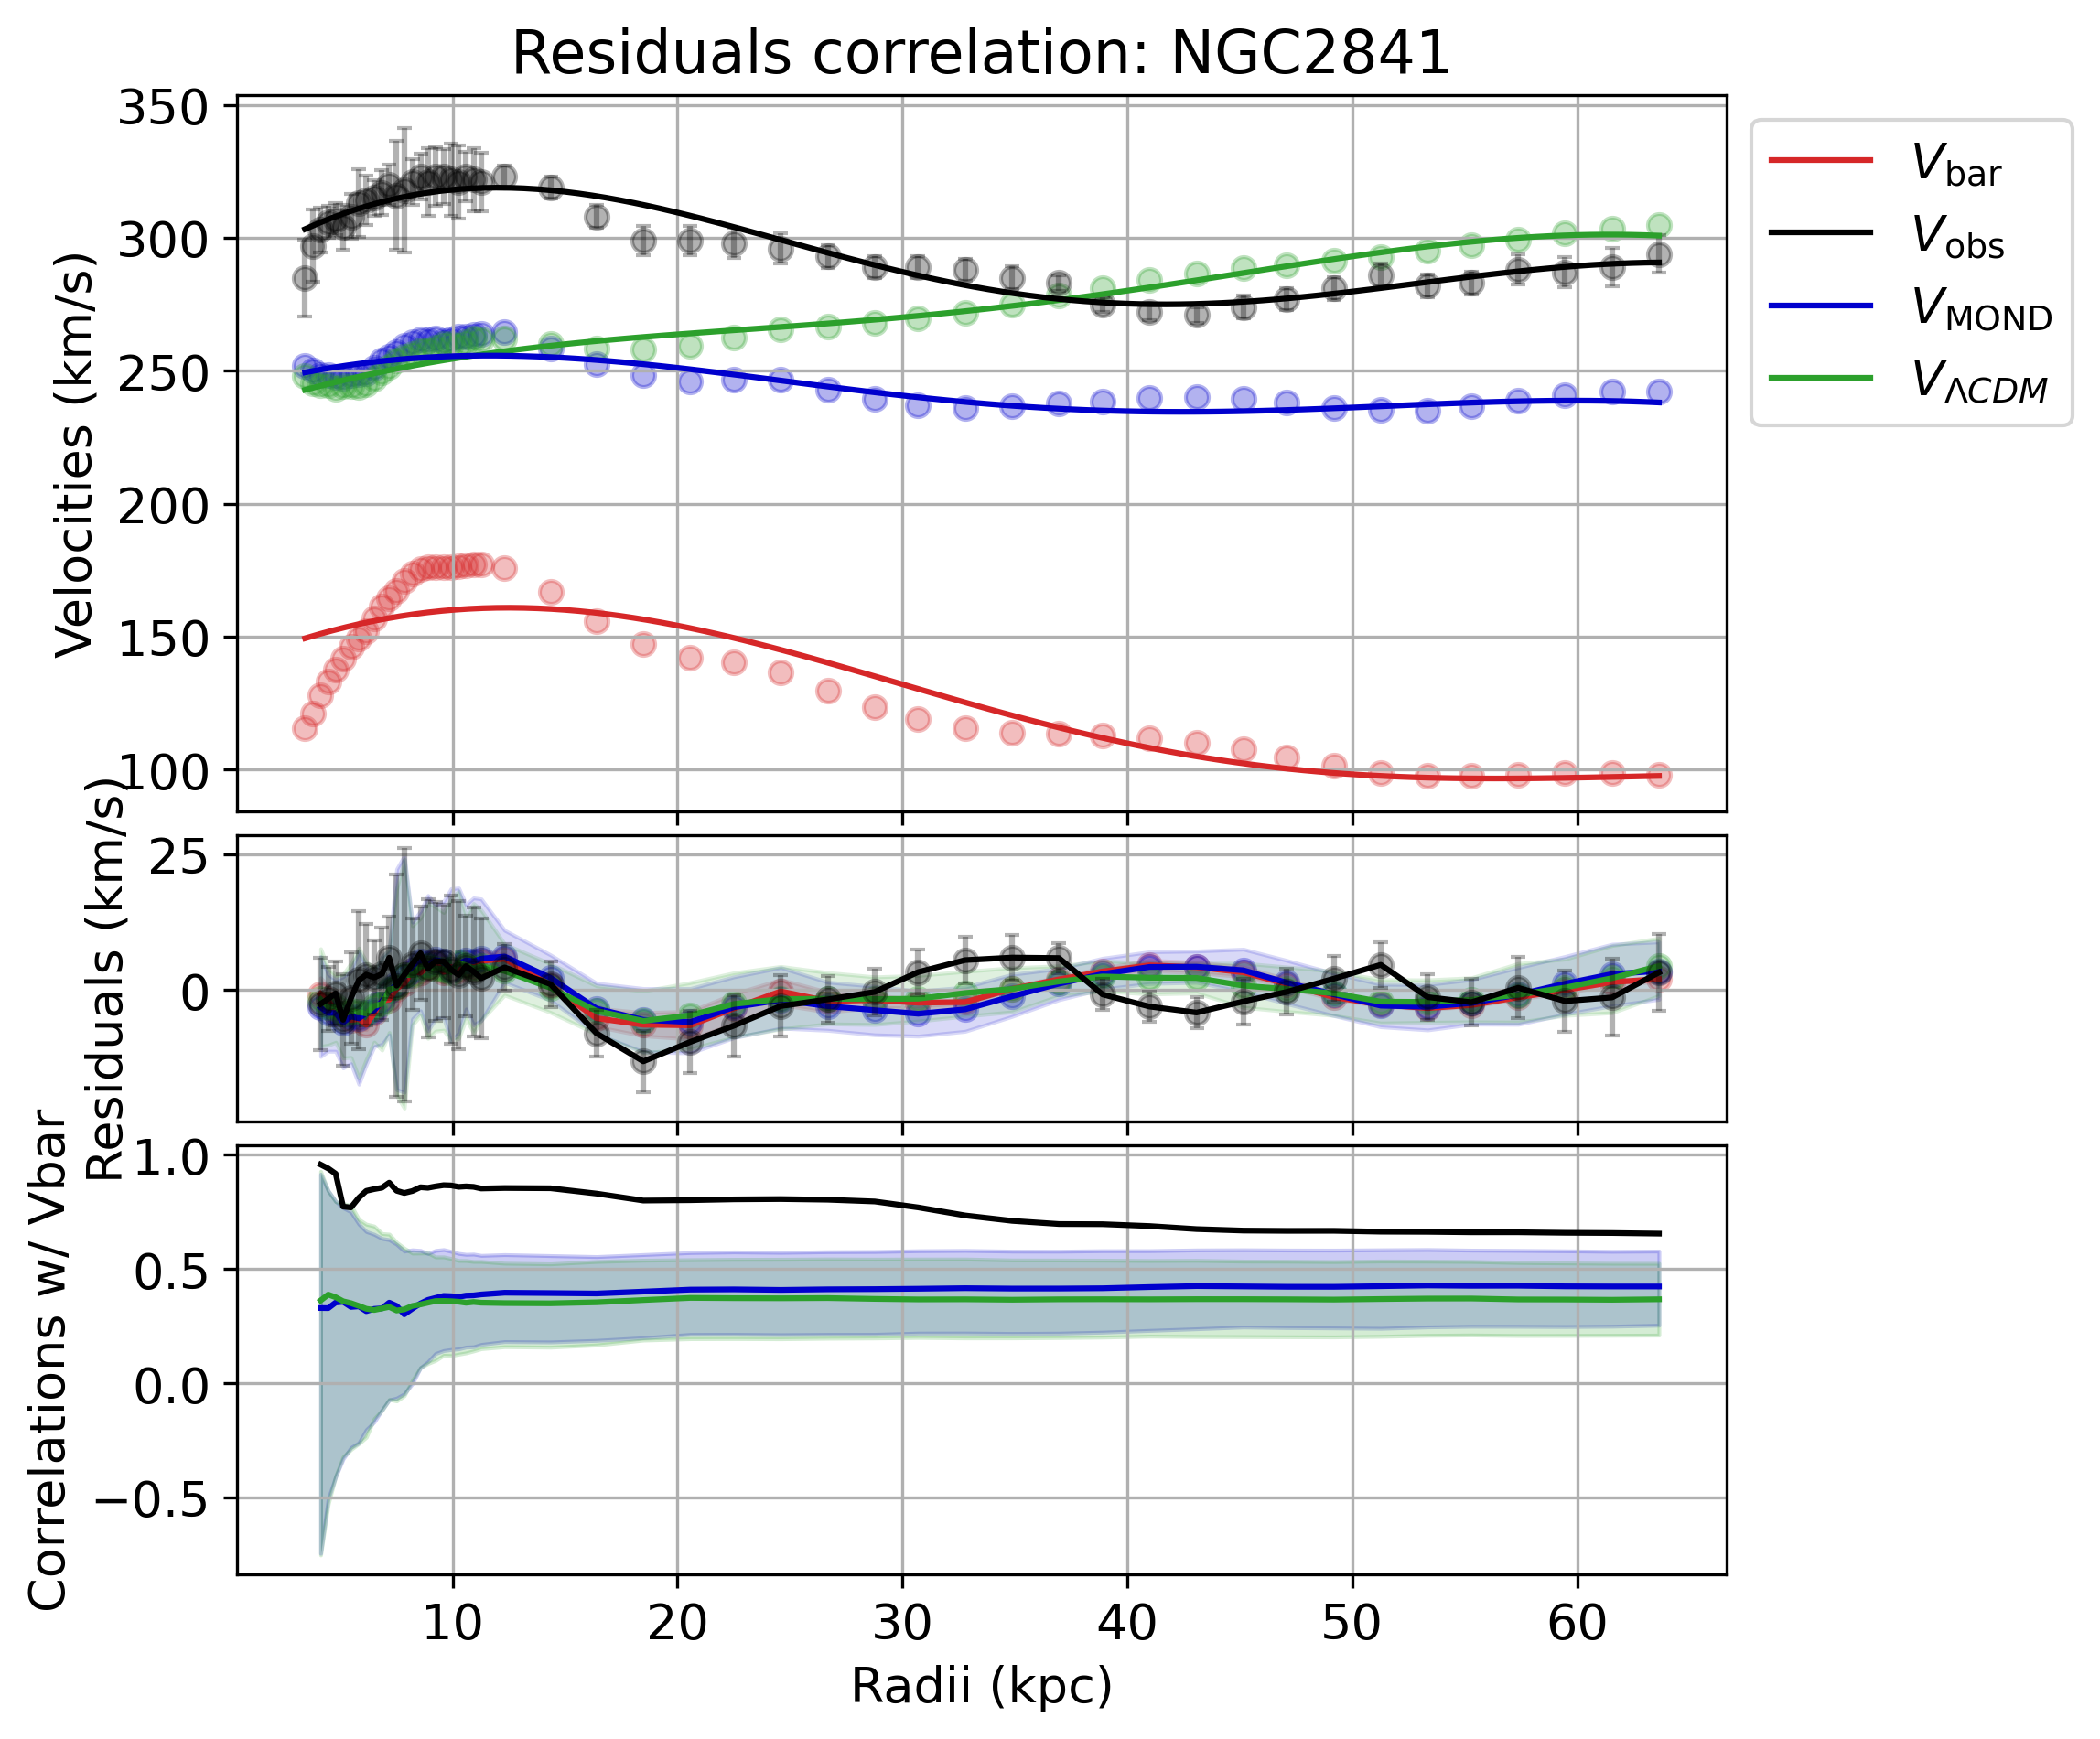 Residuals correlation: NGC2841
350
300
250
200
150
100
Velocities (km/s)
V_bar
V_obs
V_MOND
V_ΛCDM
25
0
Residuals (km/s)
1.0
0.5
0.0
−0.5
Correlations w/ Vbar
10 20 30 40 50 60
Radii (kpc)